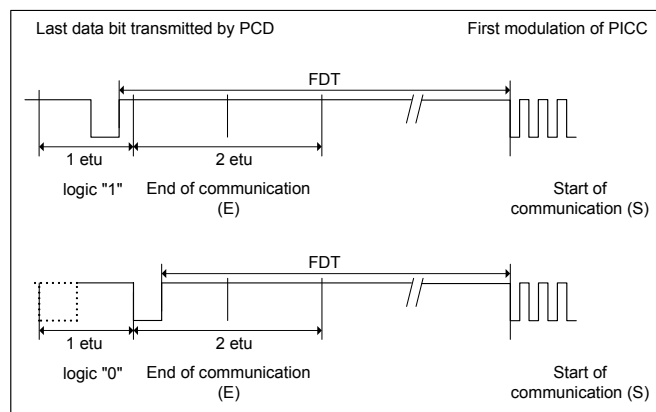 Last data bit transmitted by PCD
First modulation of PICC
FDT
1 etu
2 etu
logic "1"
End of communication
(E)
Start of
communication (S)
FDT
1 etu
2 etu
logic "0"
End of communication
(E)
Start of
communication (S)